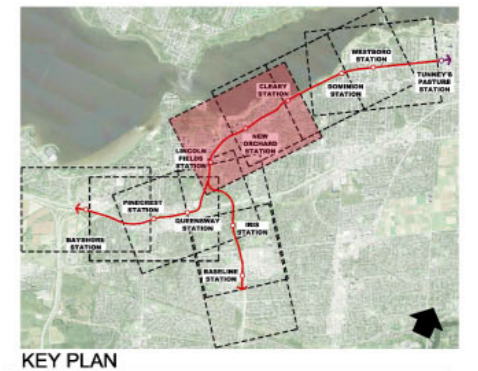 WESTBORO
STATION
TUNNEY'S
PASTURE
STATION
CLEARY
STATION
DOMINION
STATION
NEW
ORCHARD
STATION
LINCOLN
FIELDS
STATION
PINECREST
STATION
QUEENSWAY
STATION
IRIS
STATION
BAYSHORE
STATION
BASELINE
STATION
KEY PLAN